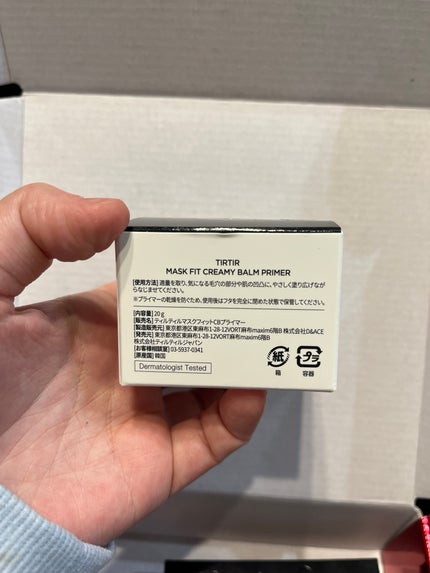 TIRTIR
MASK FIT CREAMY BALM PRIMER
[使用方法] 適量を取り、気になる毛穴の部分や肌の凹凸に、やさしく塗り広げなが
らなじませてください。
※プライマーの乾燥を防ぐため、使用後はフタを完全に閉めた状態で保管してください。
[内容量] 20 g
[販売名] ティルティルマスクフィットCBプライマー
[製造販売元] 東京都港区東麻布1-28-12VORT麻布maxim6階B 株式会社D&ACE
[発売元] 東京都港区東麻布1-28-12VORT麻布maxim6階B
株式会社ティルティルジャパン
[お客様相談室] 03-5937-0341
[原産国] 韓国
Dermatologist Tested
紙
箱
プラ
容器